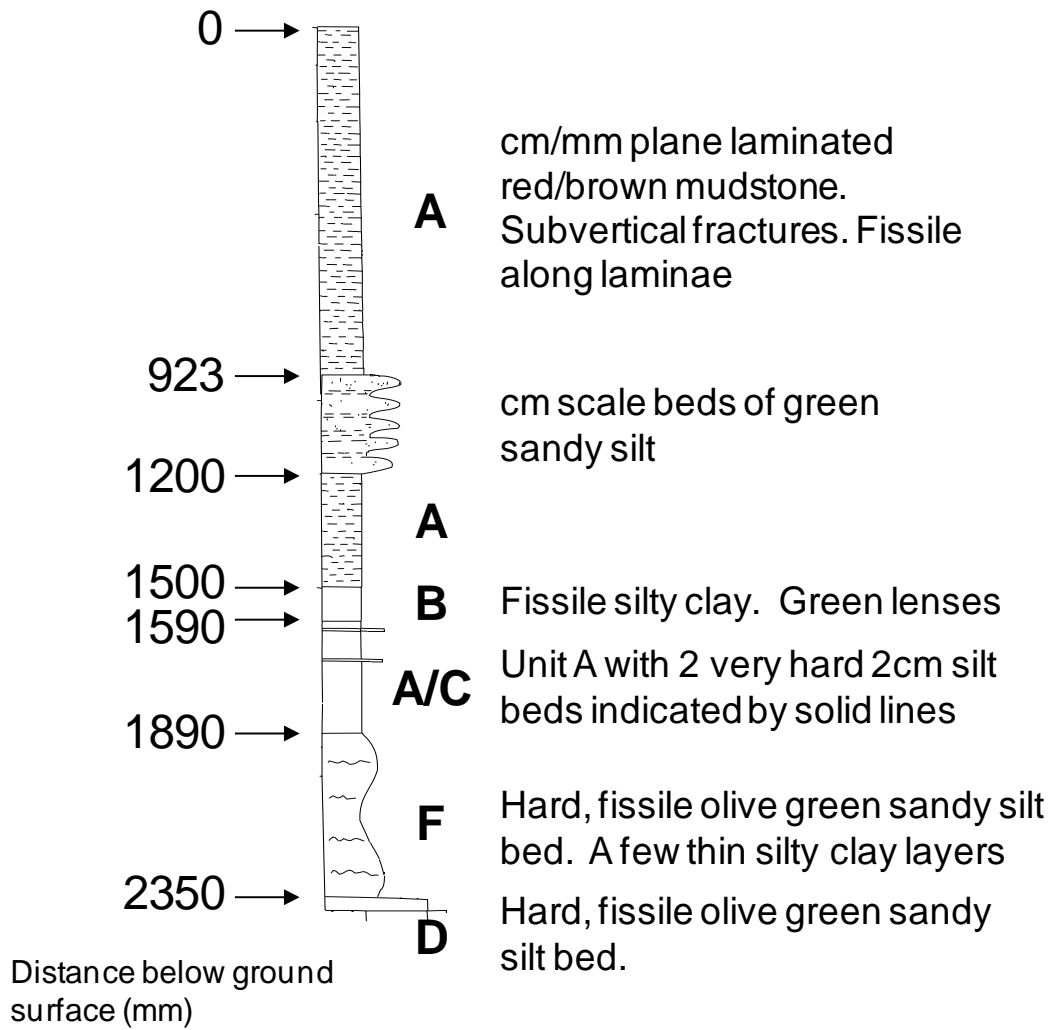 0
cm/mm plane laminated
red/brown mudstone.
Subvertical fractures. Fissile
along laminae
A
923
cm scale beds of green
sandy silt
1200
A
1500
B
Fissile silty clay. Green lenses
1590
A/C
Unit A with 2 very hard 2cm silt
beds indicated by solid lines
1890
F
Hard, fissile olive green sandy silt
bed. A few thin silty clay layers
2350
D
Hard, fissile olive green sandy
silt bed.
Distance below ground
surface (mm)